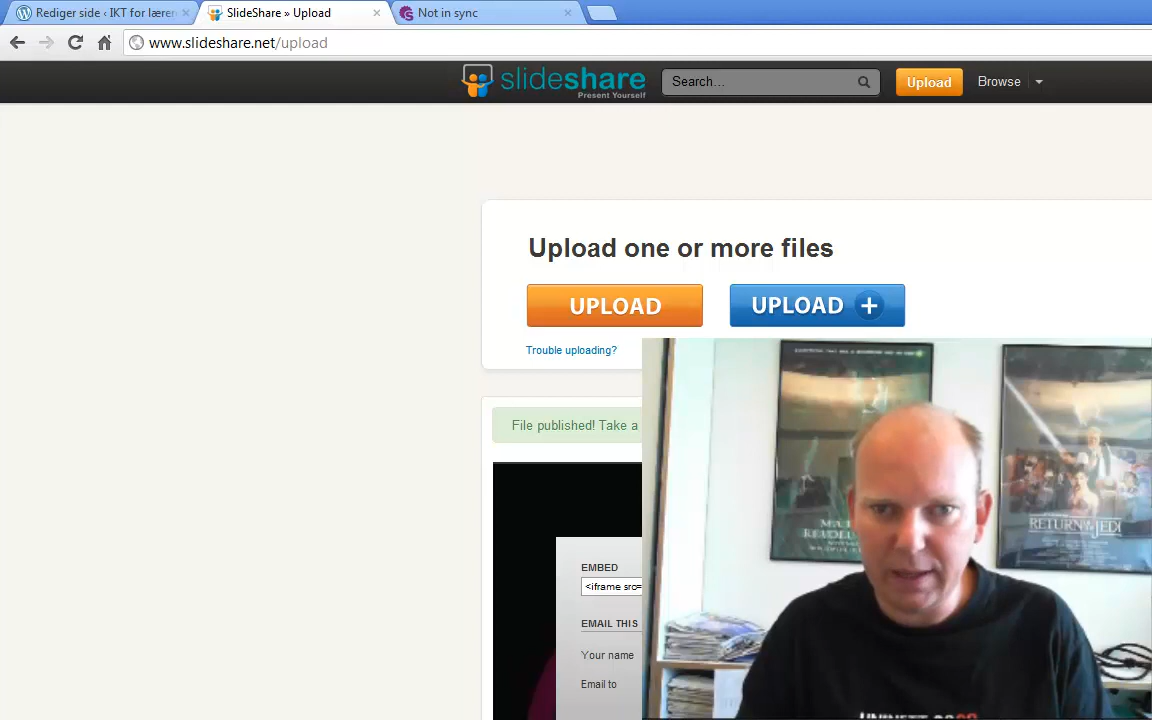 Rediger side ‹ IKT for lærer
SlideShare » Upload
Not in sync
www.slideshare.net/upload
slideshare
Present Yourself
Search...
Upload
Browse
Upload one or more files
UPLOAD
UPLOAD +
Trouble uploading?
File published! Take a
EMBED
<iframe src=
EMAIL THIS
Your name
Email to
RETURN OF THE JEDI